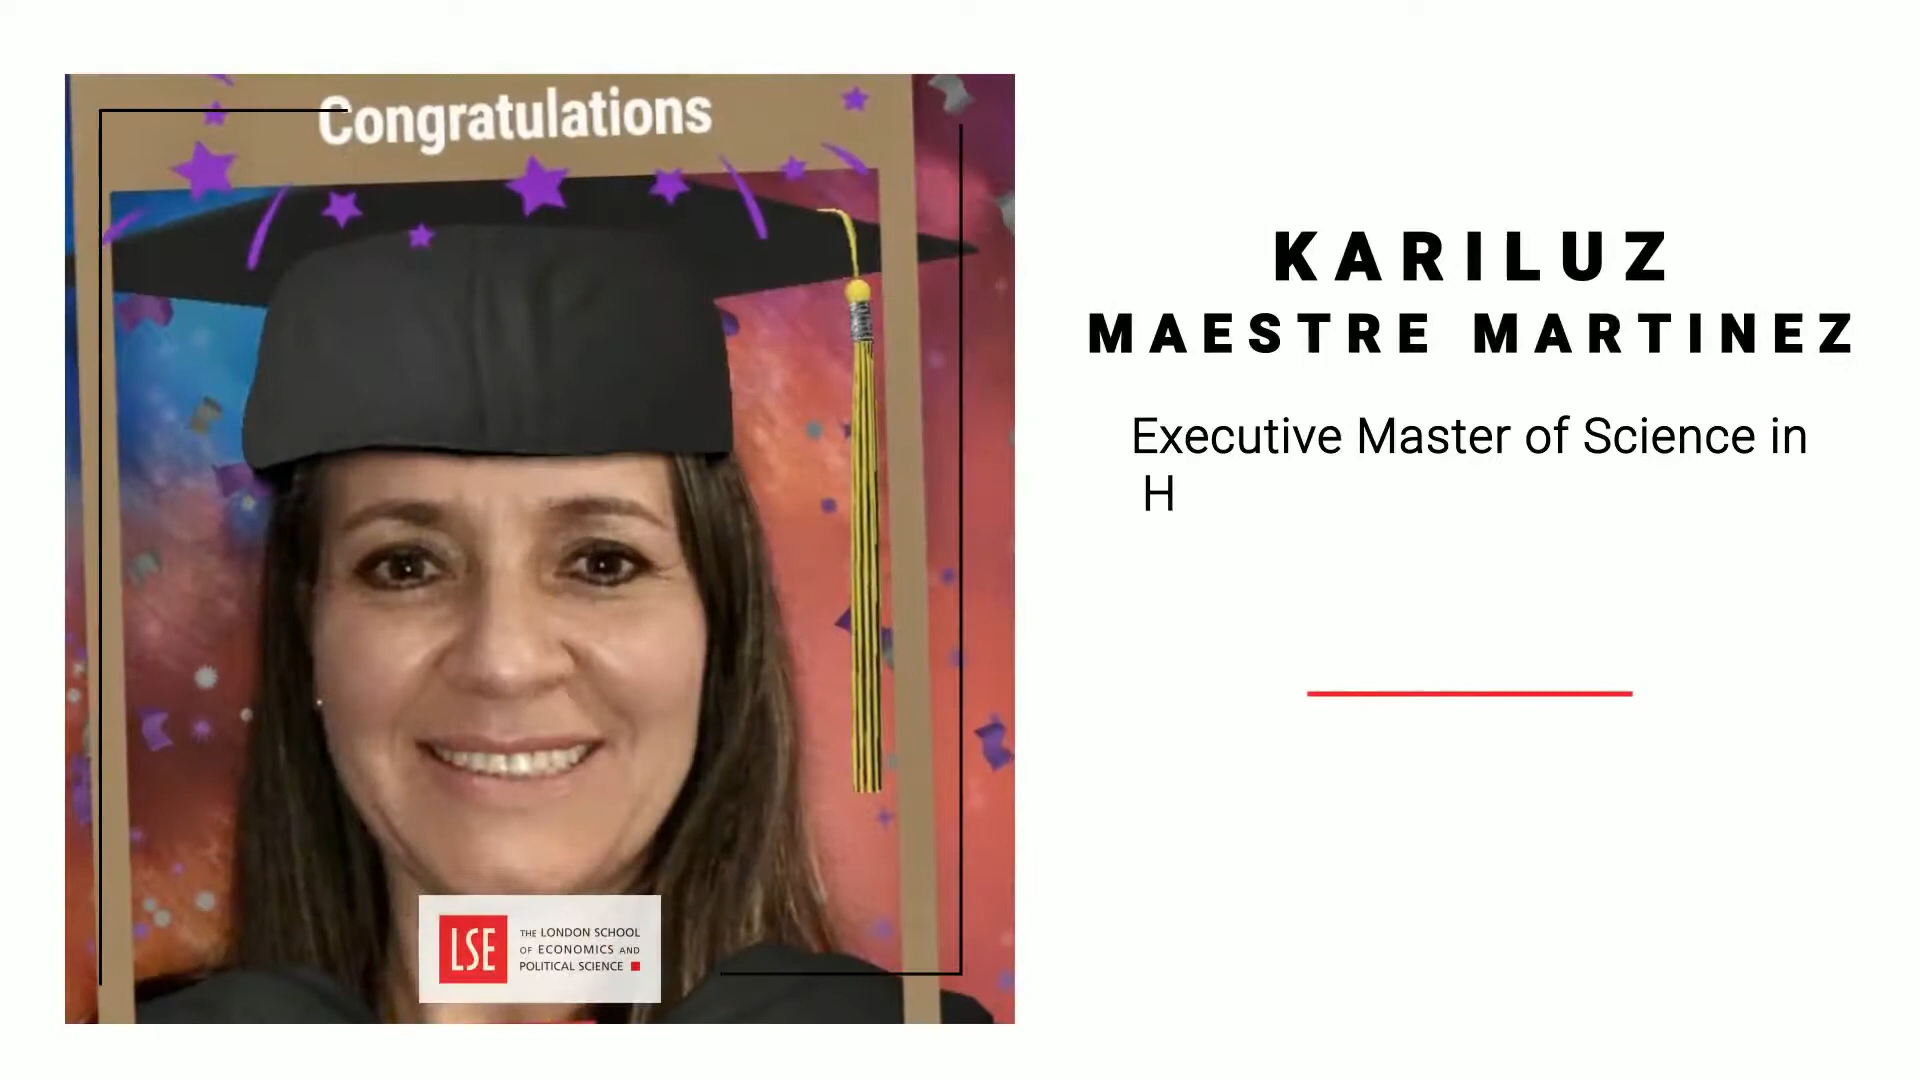 Congratulations
KARILUZ
MAESTRE MARTINEZ
Executive Master of Science in
H
LSE
THE LONDON SCHOOL
OF ECONOMICS AND
POLITICAL SCIENCE